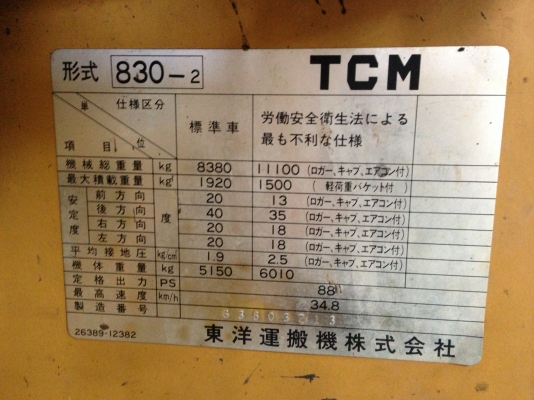 形式 830-2 TCM
単 仕様区分 標準車 労働安全衛生法による
項目 位 最も不利な仕様
機械総重量 kg 8380 11100 (ロガー、キャブ、エアコン付)
最大積載重量 kg 1920 1500 (軽荷重バケット付)
安定度 前方向 度 20 13 (ロガー、キャブ、エアコン付)
後方向 40 35 (ロガー、キャブ、エアコン付)
右方向 20 18 (ロガー、キャブ、エアコン付)
左方向 20 18 (ロガー、キャブ、エアコン付)
平均接地圧 kg/cm 1.9 2.5 (ロガー、キャブ、エアコン付)
機体重量 kg 5150 6010
定格出力 PS 88
最高速度 km/h 34.8
製造番号
26389-12382 東洋運搬機株式会社